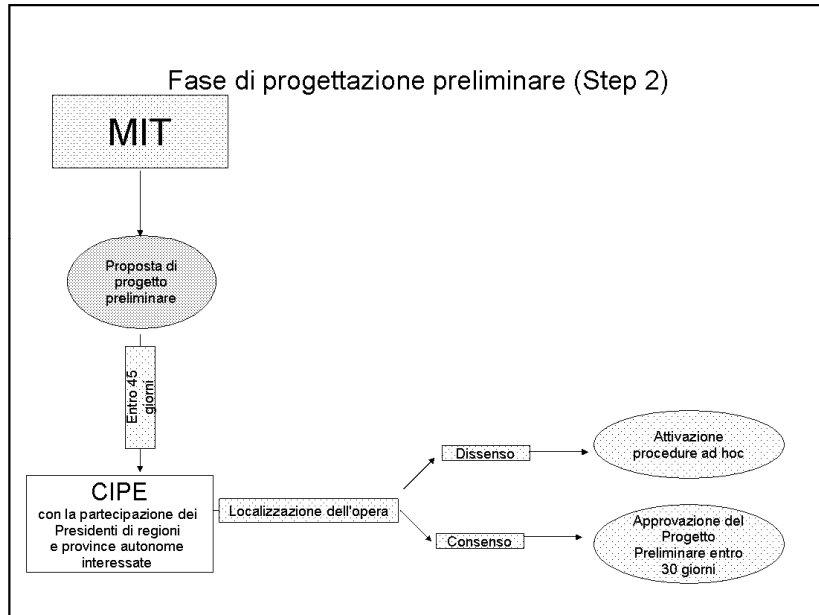 Fase di progettazione preliminare (Step 2)
MIT
Proposta di
progetto
preliminare
Entro 45
giorni
CIPE
con la partecipazione dei
Presidenti di regioni
e province autonome
interessate
Localizzazione dell'opera
Dissenso
Attivazione
procedure ad hoc
Consenso
Approvazione del
Progetto
Preliminare entro
30 giorni